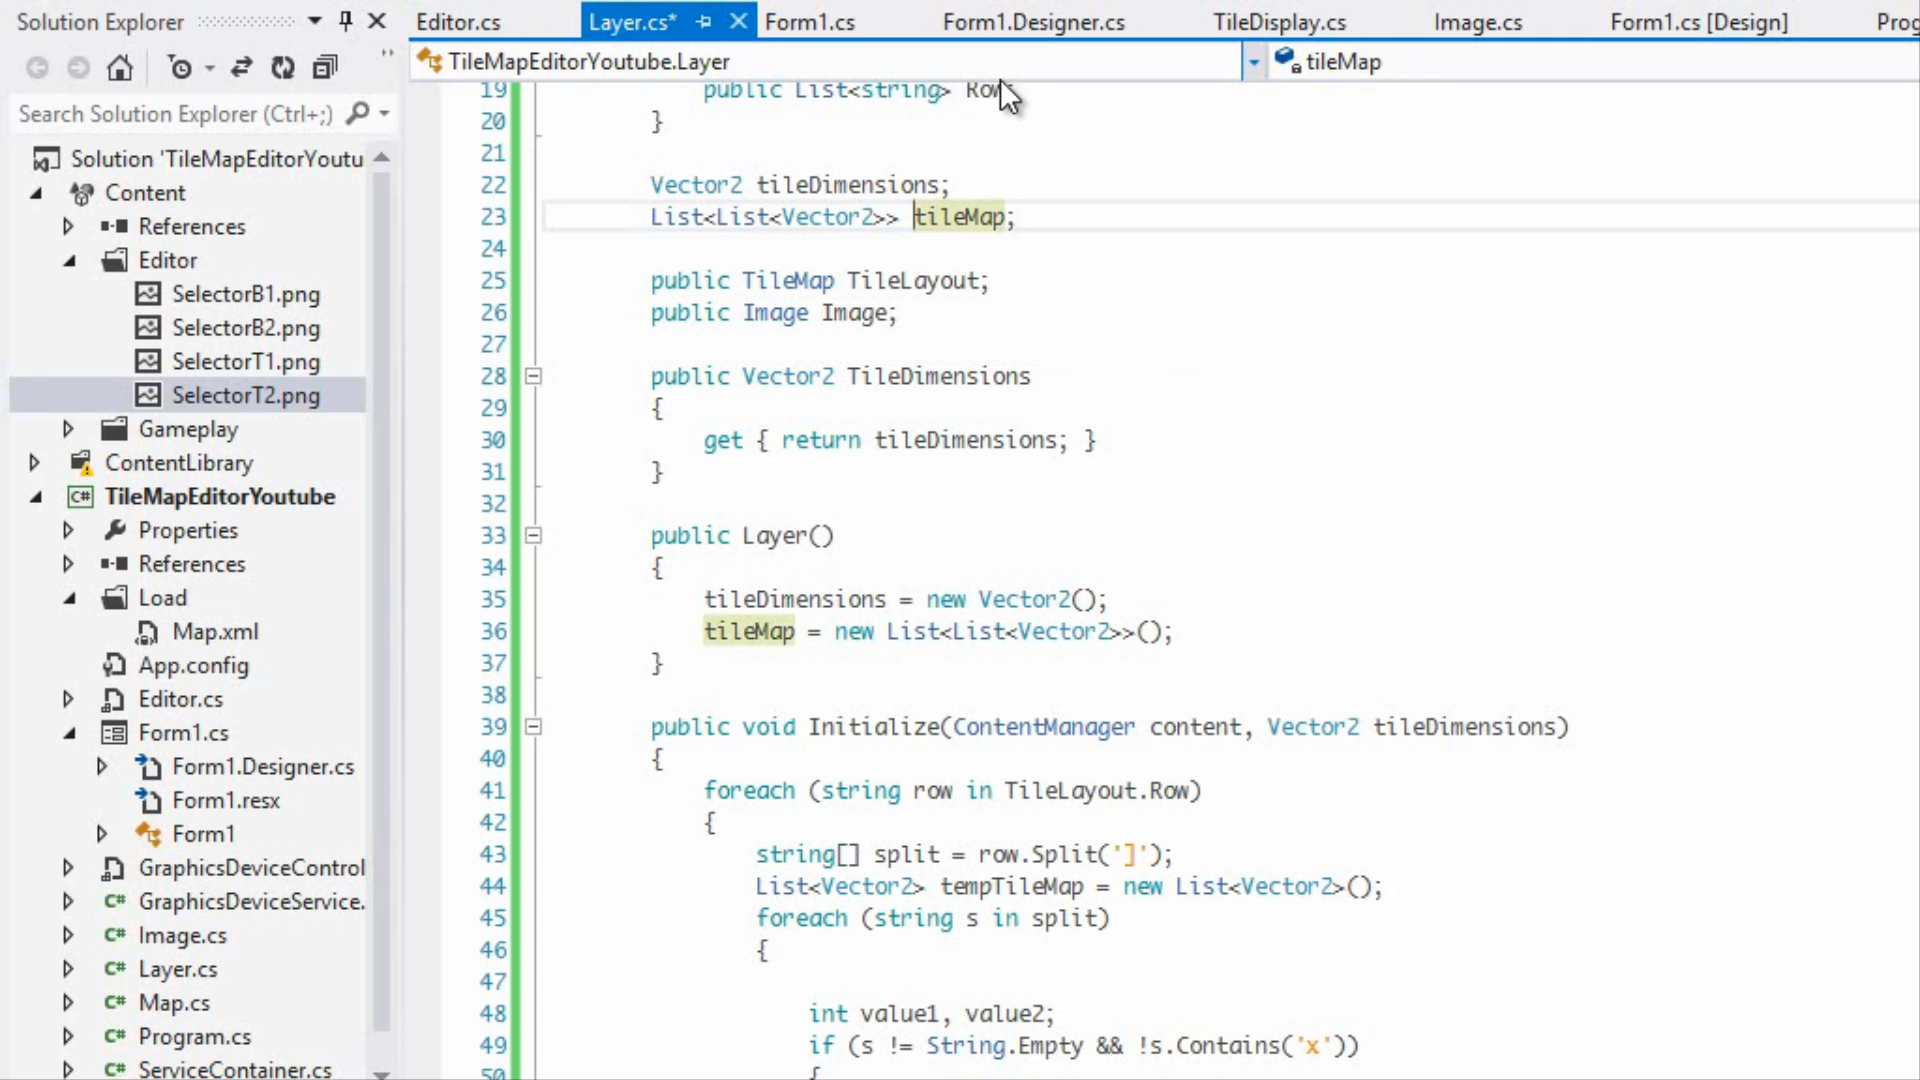 Solution Explorer
Search Solution Explorer (Ctrl+;)
Solution 'TileMapEditorYoutu
Content
References
Editor
SelectorB1.png
SelectorB2.png
SelectorT1.png
SelectorT2.png
Gameplay
ContentLibrary
C# TileMapEditorYoutube
Properties
References
Load
Map.xml
App.config
Editor.cs
Form1.cs
Form1.Designer.cs
Form1.resx
Form1
GraphicsDeviceControl
C# GraphicsDeviceService.
C# Image.cs
C# Layer.cs
C# Map.cs
C# Program.cs
C# ServiceContainer.cs
Editor.cs Layer.cs* Form1.cs Form1.Designer.cs TileDisplay.cs Image.cs Form1.cs [Design] Prog
TileMapEditorYoutube.Layer tileMap
19 public List<string> Row;
20 }
21
22 Vector2 tileDimensions;
23 List<List<Vector2>> tileMap;
24
25 public TileMap TileLayout;
26 public Image Image;
27
28 public Vector2 TileDimensions
29 {
30 get { return tileDimensions; }
31 }
32
33 public Layer()
34 {
35 tileDimensions = new Vector2();
36 tileMap = new List<List<Vector2>>();
37 }
38
39 public void Initialize(ContentManager content, Vector2 tileDimensions)
40 {
41 foreach (string row in TileLayout.Row)
42 {
43 string[] split = row.Split(']');
44 List<Vector2> tempTileMap = new List<Vector2>();
45 foreach (string s in split)
46 {
47
48 int value1, value2;
49 if (s != String.Empty && !s.Contains('x'))
50 {